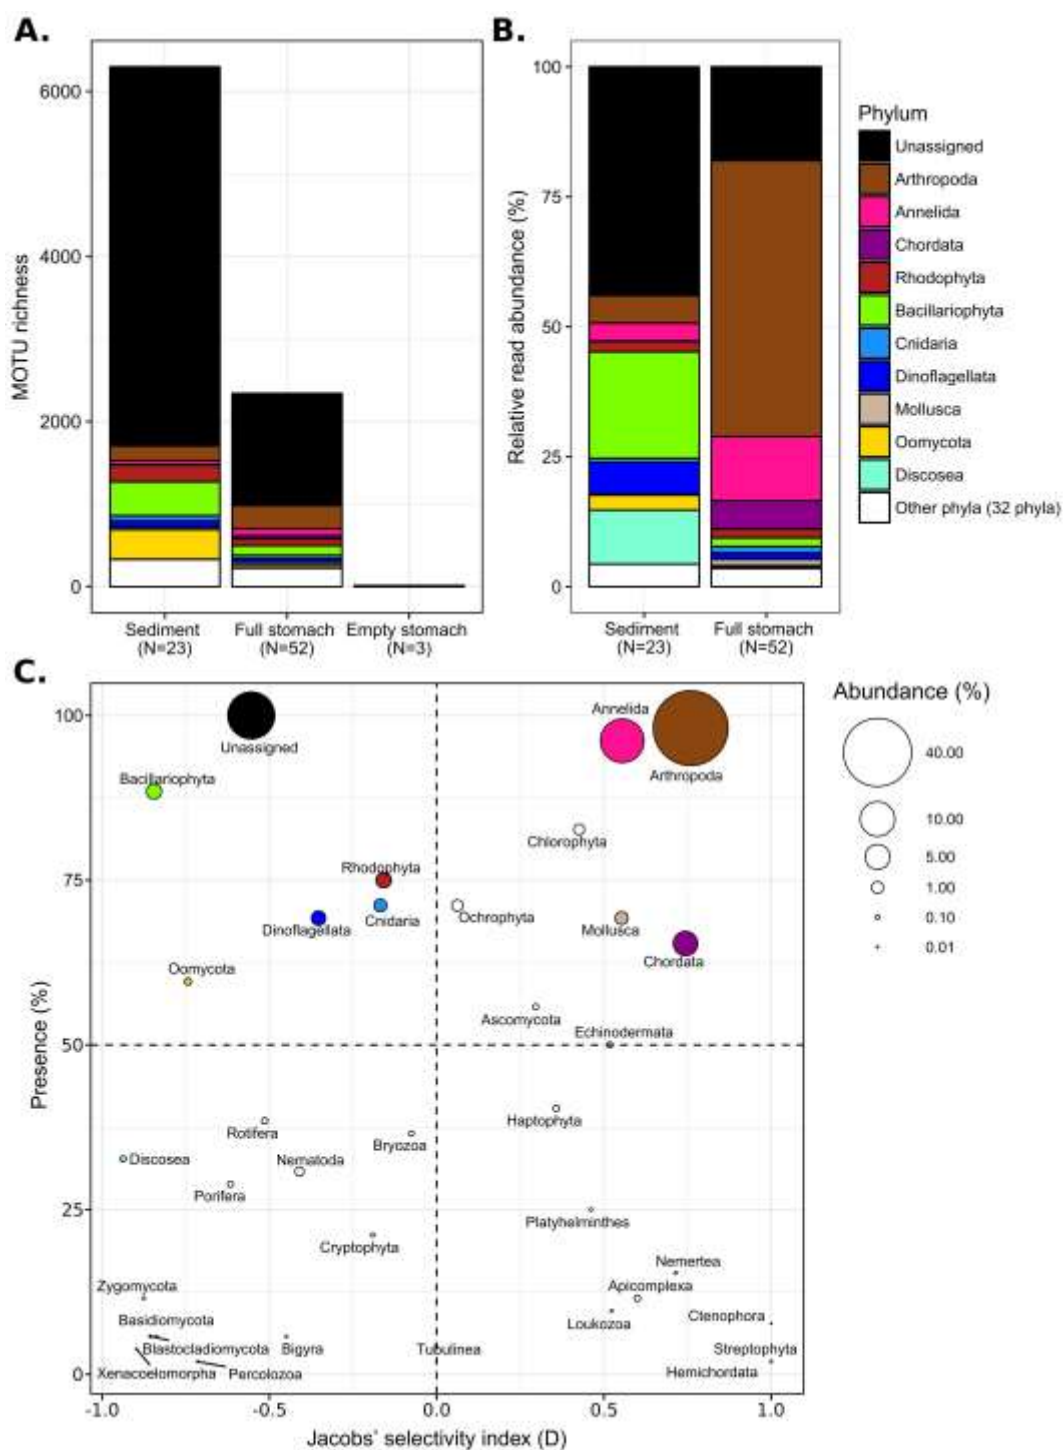 A.
B.
MOTU richness
6000
4000
2000
0
Sediment
(N=23)
Full stomach
(N=52)
Empty stomach
(N=3)
Relative read abundance (%)
100
75
50
25
0
Sediment
(N=23)
Full stomach
(N=52)
Phylum
Unassigned
Arthropoda
Annelida
Chordata
Rhodophyta
Bacillariophyta
Cnidaria
Dinoflagellata
Mollusca
Oomycota
Discosea
Other phyla (32 phyla)
C.
Presence (%)
100
75
50
25
0
Unassigned
Annelida
Arthropoda
Bacillariophyta
Chlorophyta
Rhodophyta
Cnidaria
Dinoflagellata
Ochrophyta
Mollusca
Chordata
Oomycota
Ascomycota
Echinodermata
Haptophyta
Rotifera
Bryozoa
Discosea
Nematoda
Porifera
Platyhelminthes
Cryptophyta
Nemertea
Zygomycota
Apicomplexa
Basidiomycota
Loukozoa
Ctenophora
Blastocladiomycota
Bigyra
Tubulinea
Streptophyta
Xenacoelomorpha
Percolozoa
Hemichordata
-1.0
-0.5
0.0
0.5
1.0
Jacobs' selectivity index (D)
Abundance (%)
40.00
10.00
5.00
1.00
0.10
0.01